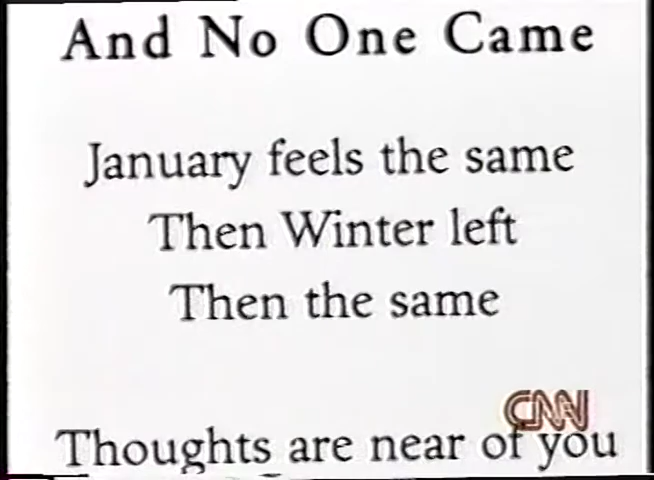 And No One Came
January feels the same
Then Winter left
Then the same
CNN
Thoughts are near of you